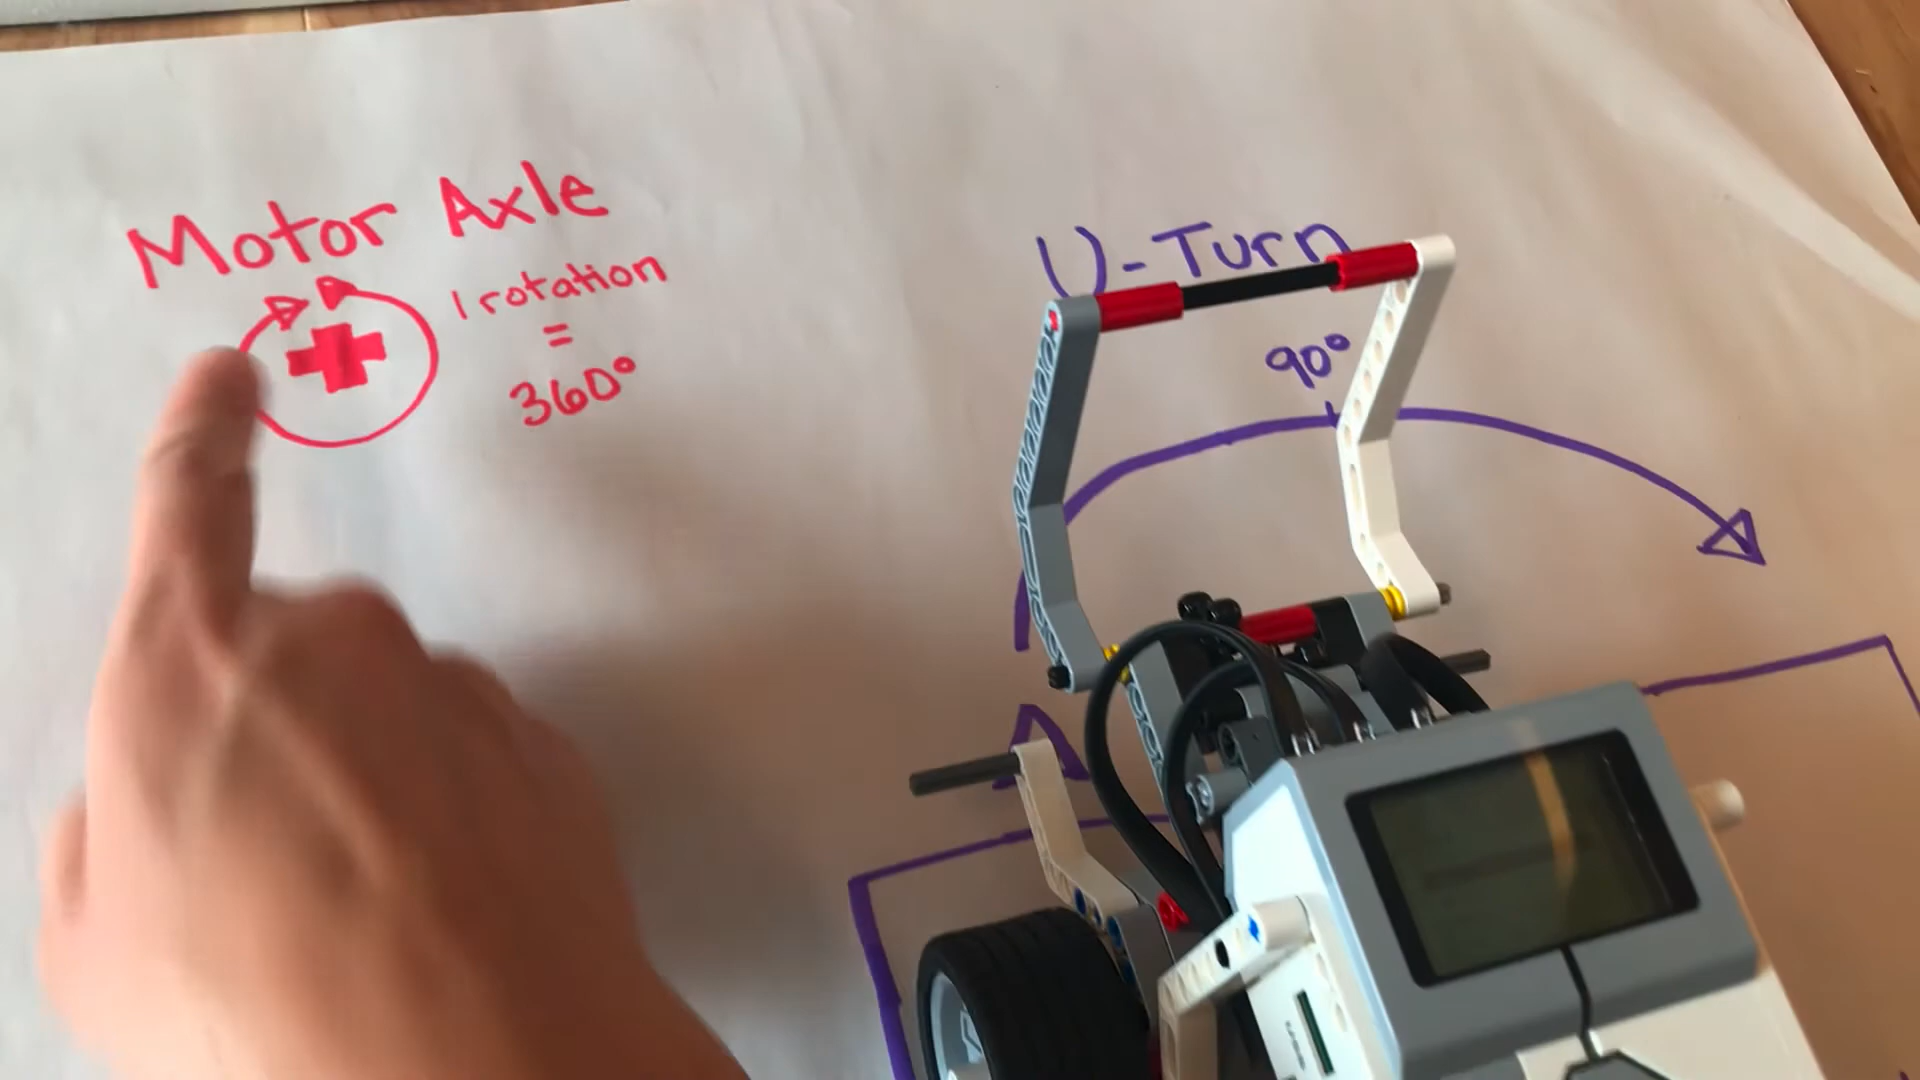 Motor Axle
1 rotation
=
360°
U-Turn
90°